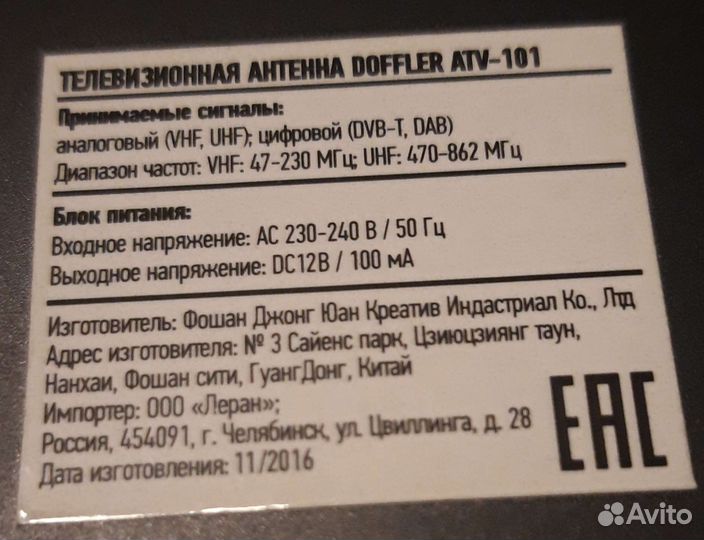 ТЕЛЕВИЗИОННАЯ АНТЕННА DOFFLER ATV-101
Принимаемые сигналы:
аналоговый (VHF, UHF); цифровой (DVB-T, DAB)
Диапазон частот: VHF: 47-230 МГц; UHF: 470-862 МГц
Блок питания:
Входное напряжение: AC 230-240 В / 50 Гц
Выходное напряжение: DC12В / 100 мА
Изготовитель: Фошан Джонг Юан Креатив Индастриал Ко., Лтд
Адрес изготовителя: № 3 Сайенс парк, Цзиюцзиянг таун,
Нанхаи, Фошан сити, ГуангДонг, Китай
Импортер: ООО «Леран»;
Россия, 454091, г. Челябинск, ул. Цвиллинга, д. 28
Дата изготовления: 11/2016
EAC
Avito